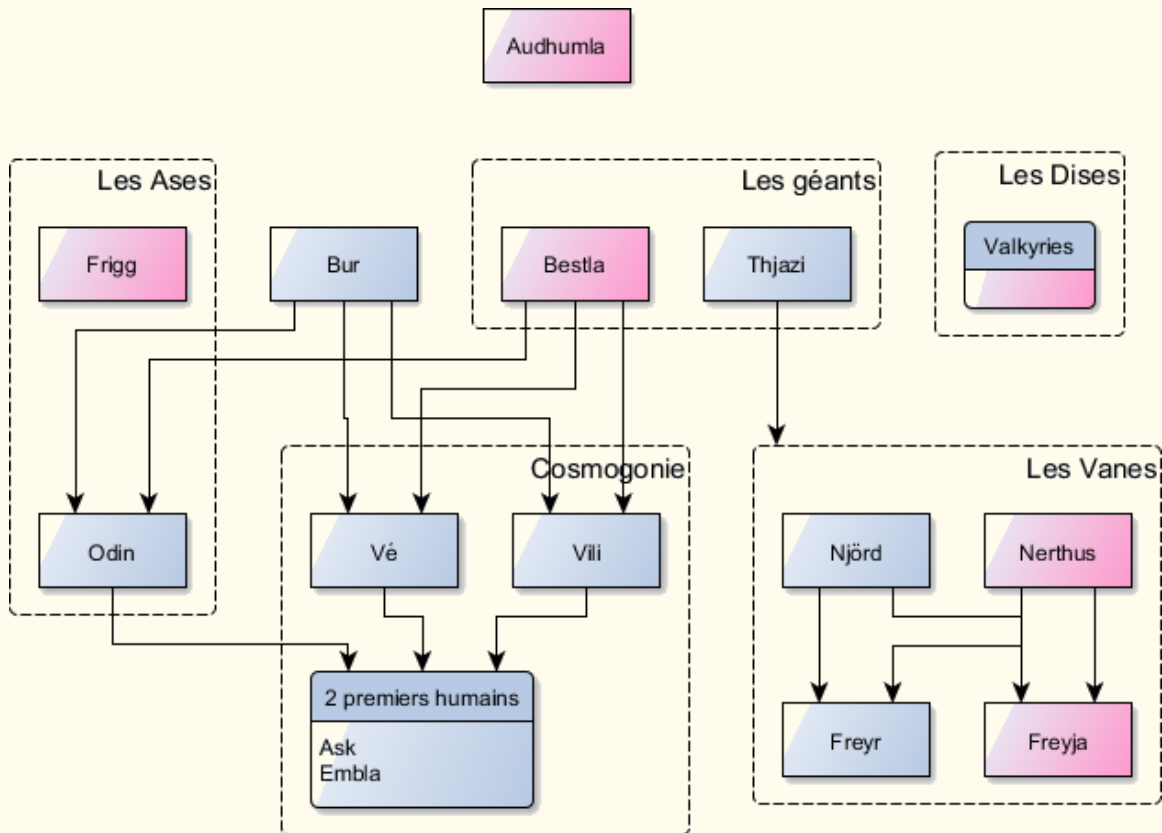 Audhumla
Les Ases
Les géants
Les Dises
Frigg
Bur
Bestla
Thjazi
Valkyries
Cosmogonie
Les Vanes
Odin
Vé
Vili
Njörd
Nerthus
2 premiers humains
Ask
Embla
Freyr
Freyja